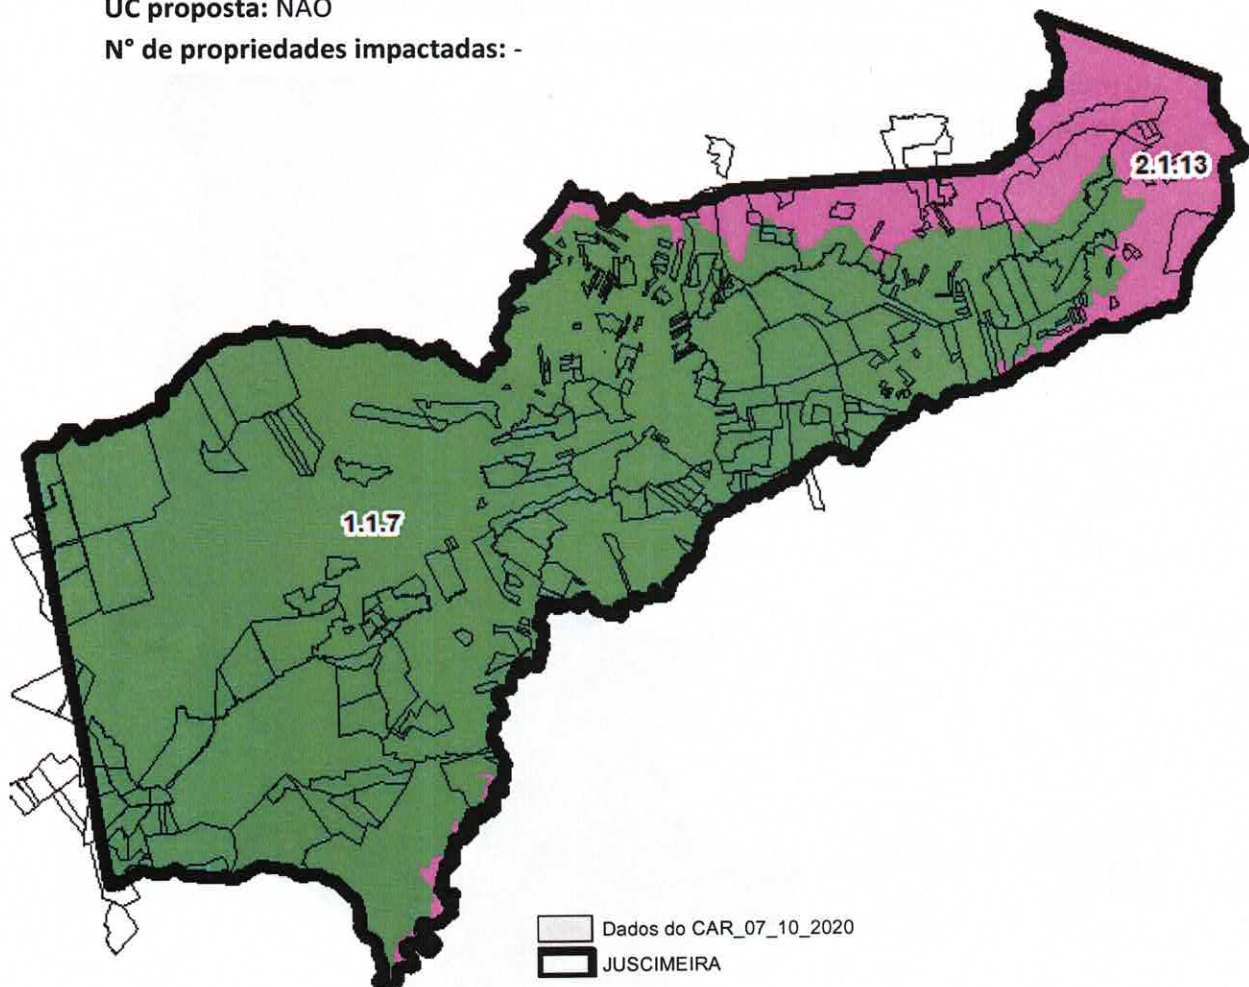 UC proposta: NÃO
N° de propriedades impactadas: -
2.1.13
1.1.7
Dados do CAR_07_10_2020
JUSCIMEIRA